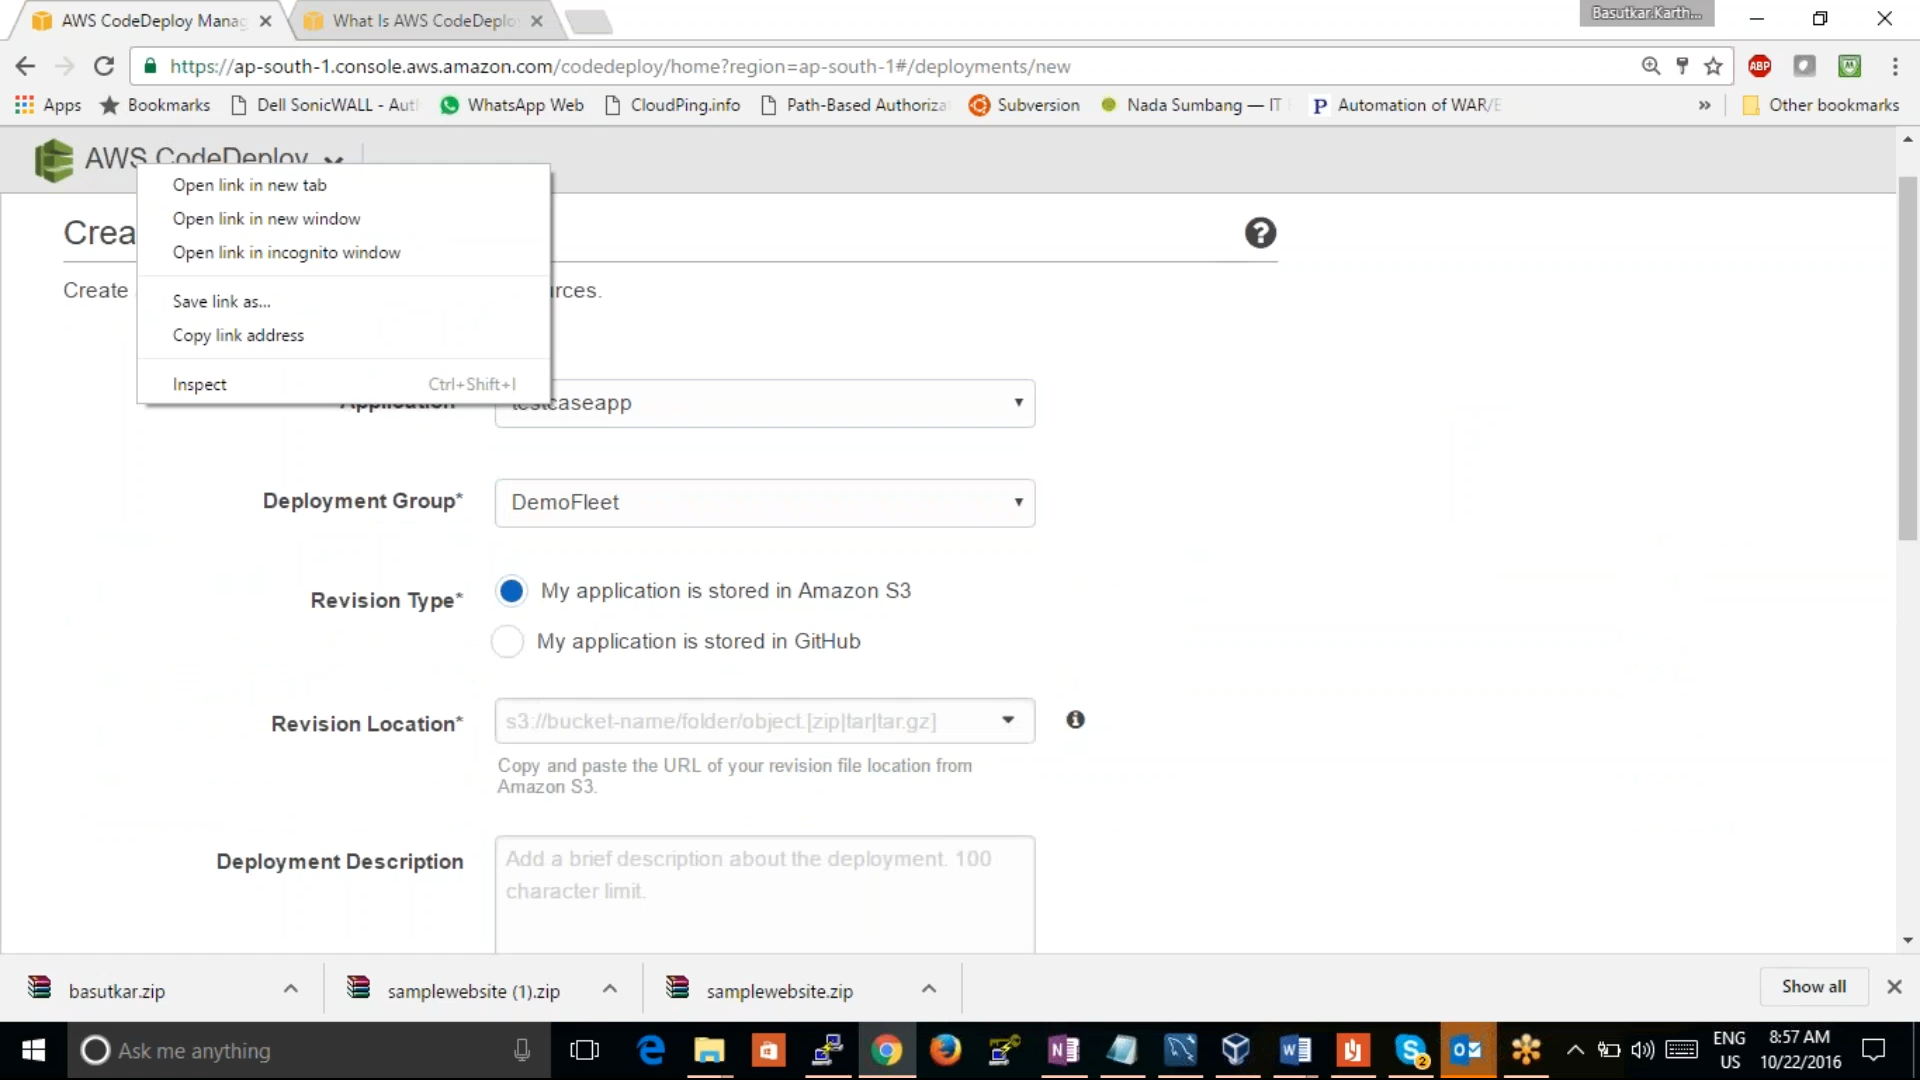 AWS CodeDeploy Manag
What Is AWS CodeDeplo
Basutkar.Karth...
https://ap-south-1.console.aws.amazon.com/codedeploy/home?region=ap-south-1#/deployments/new
ABP
Apps
Bookmarks
Dell SonicWALL - Aut
WhatsApp Web
CloudPing.info
Path-Based Authoriza
Subversion
Nada Sumbang — IT
Automation of WAR/E
»
Other bookmarks
AWS CodeDeploy
Open link in new tab
Open link in new window
Open link in incognito window
Save link as...
Copy link address
Inspect Ctrl+Shift+I
Crea
Create
rces.
Application
testcaseapp
Deployment Group*
DemoFleet
Revision Type*
My application is stored in Amazon S3
My application is stored in GitHub
Revision Location*
s3://bucket-name/folder/object.[zip|tar|tar.gz]
Copy and paste the URL of your revision file location from
Amazon S3.
Deployment Description
Add a brief description about the deployment. 100
character limit.
basutkar.zip
samplewebsite (1).zip
samplewebsite.zip
Show all
Ask me anything
ENG
US
8:57 AM
10/22/2016